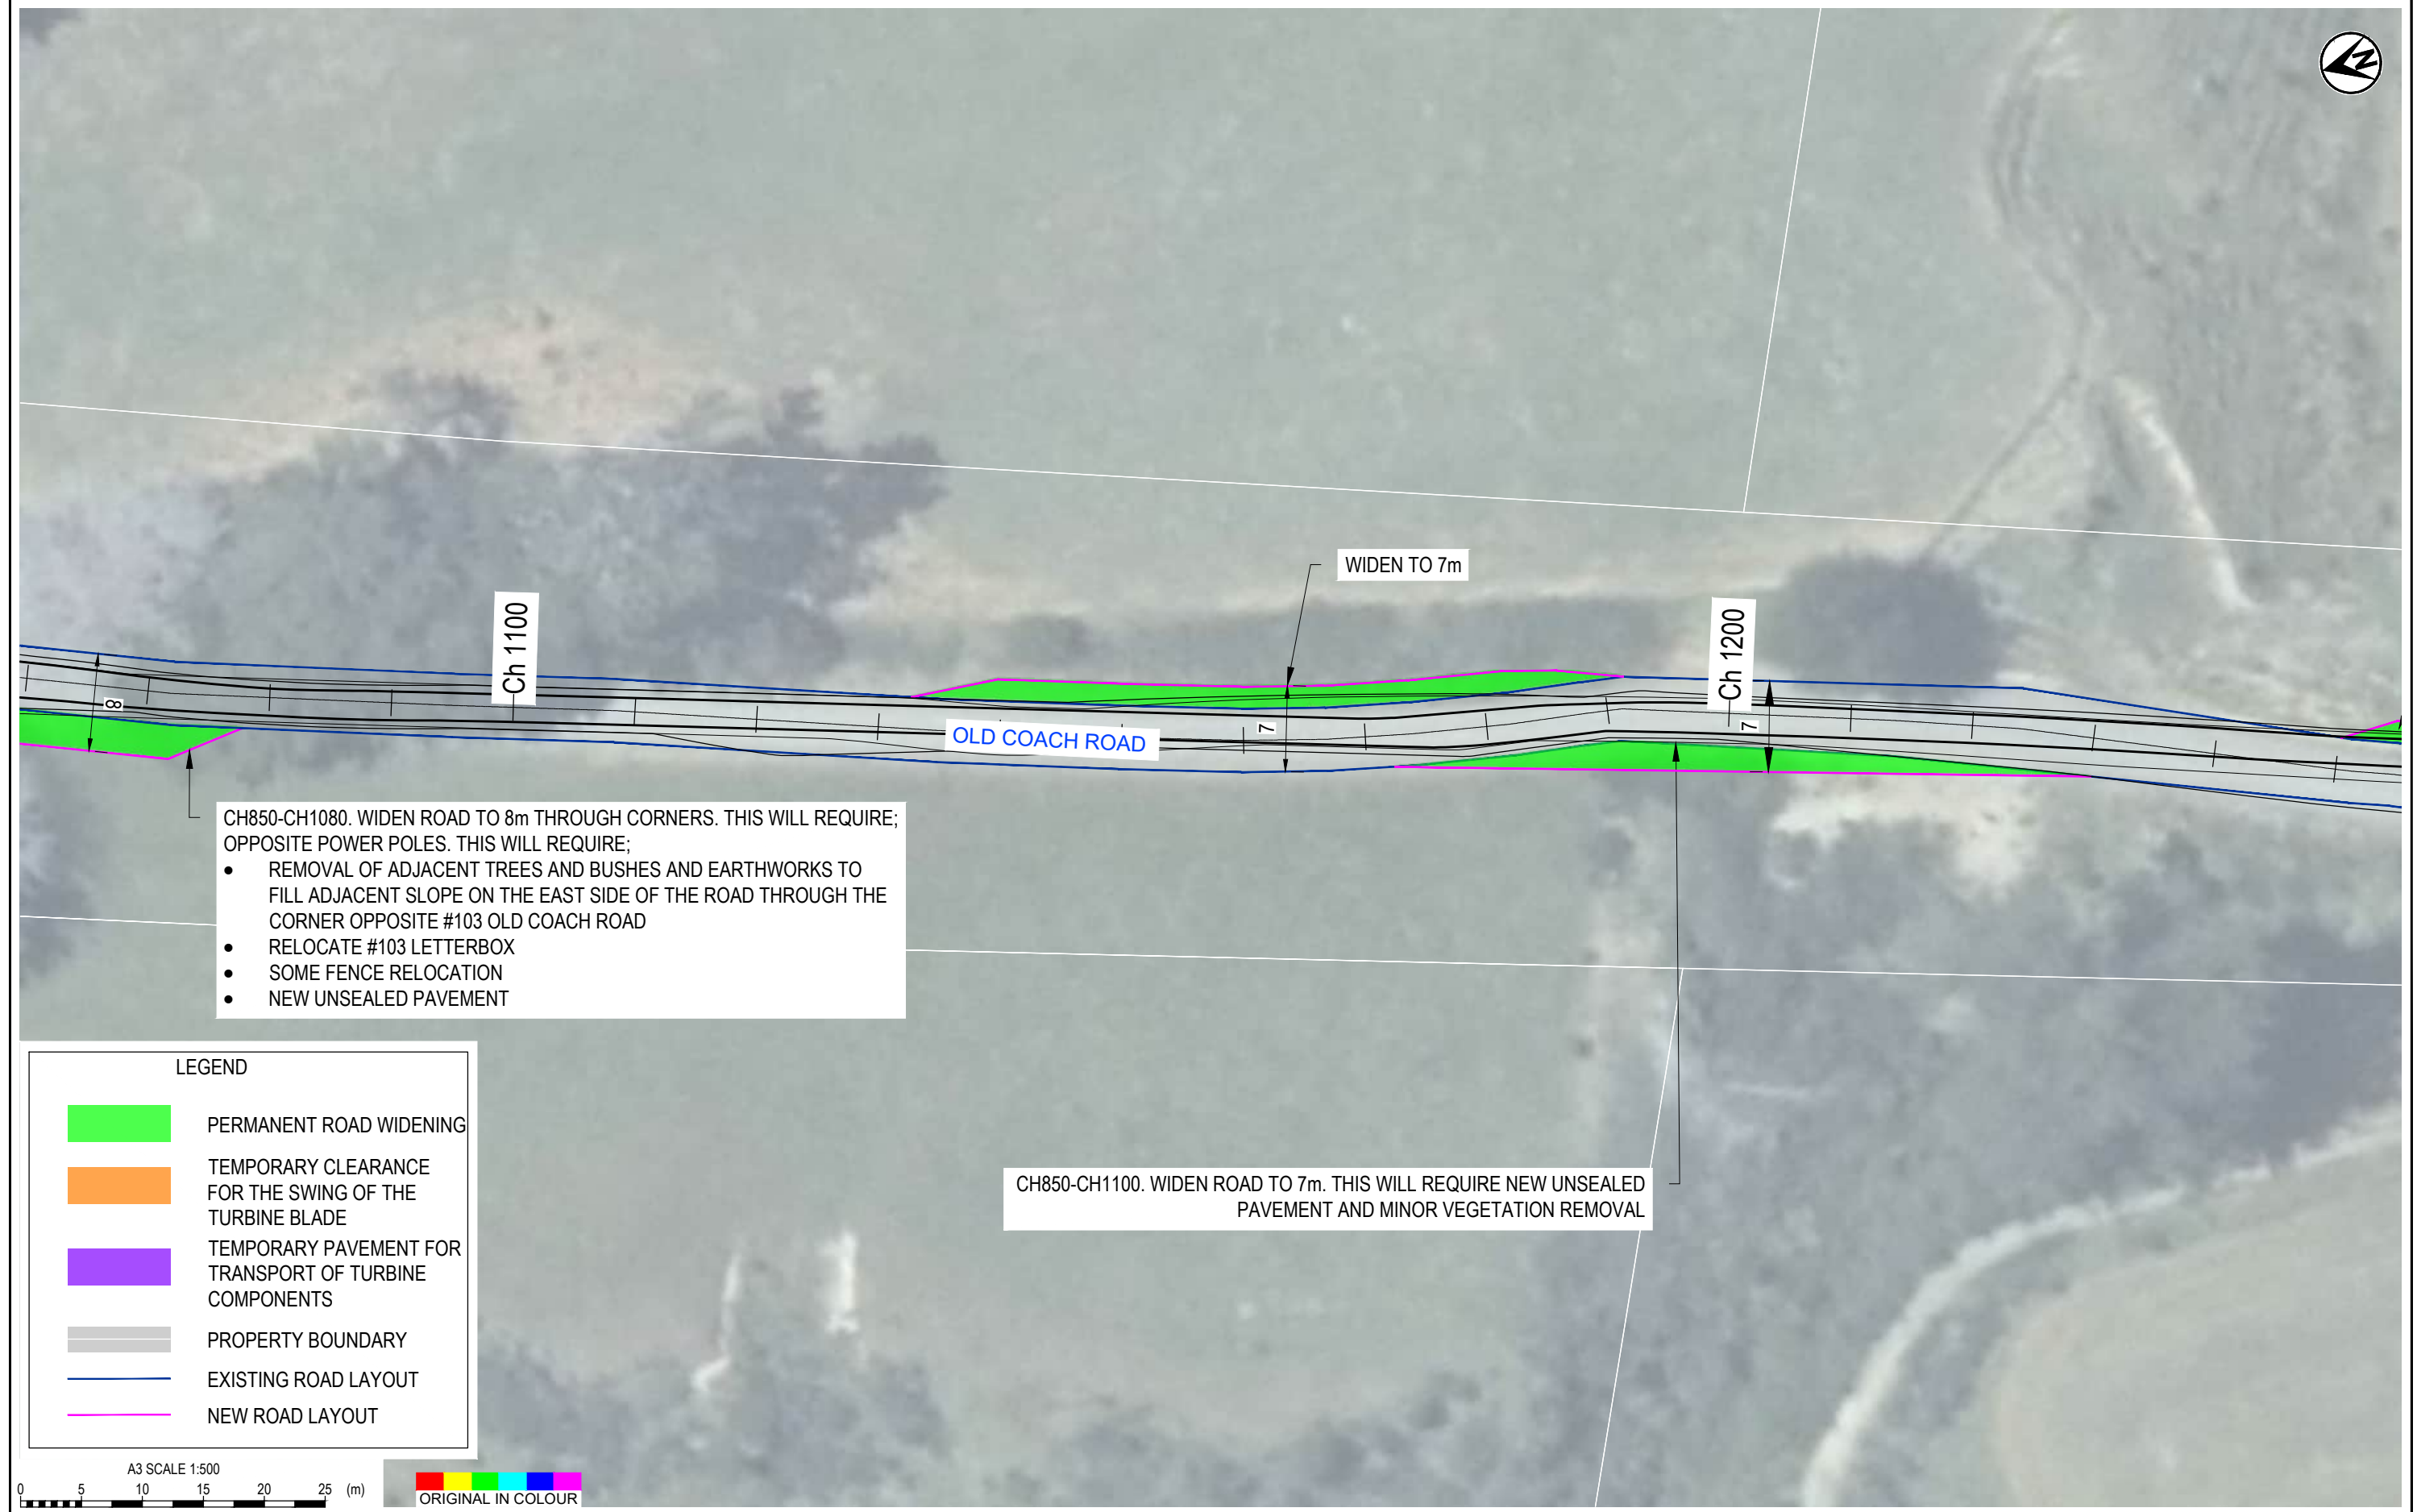 N
WIDEN TO 7m
Ch 1100
Ch 1200
8
7
7
OLD COACH ROAD
CH850-CH1080. WIDEN ROAD TO 8m THROUGH CORNERS. THIS WILL REQUIRE;
OPPOSITE POWER POLES. THIS WILL REQUIRE;
• REMOVAL OF ADJACENT TREES AND BUSHES AND EARTHWORKS TO
FILL ADJACENT SLOPE ON THE EAST SIDE OF THE ROAD THROUGH THE
CORNER OPPOSITE #103 OLD COACH ROAD
• RELOCATE #103 LETTERBOX
• SOME FENCE RELOCATION
• NEW UNSEALED PAVEMENT
CH850-CH1100. WIDEN ROAD TO 7m. THIS WILL REQUIRE NEW UNSEALED
PAVEMENT AND MINOR VEGETATION REMOVAL
LEGEND
PERMANENT ROAD WIDENING
TEMPORARY CLEARANCE
FOR THE SWING OF THE
TURBINE BLADE
TEMPORARY PAVEMENT FOR
TRANSPORT OF TURBINE
COMPONENTS
PROPERTY BOUNDARY
EXISTING ROAD LAYOUT
NEW ROAD LAYOUT
A3 SCALE 1:500
0 5 10 15 20 25 (m)
ORIGINAL IN COLOUR